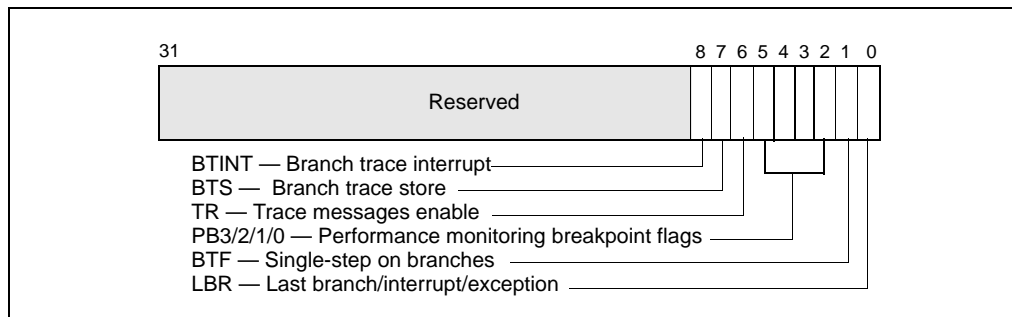 31 8 7 6 5 4 3 2 1 0
Reserved
BTINT — Branch trace interrupt
BTS — Branch trace store
TR — Trace messages enable
PB3/2/1/0 — Performance monitoring breakpoint flags
BTF — Single-step on branches
LBR — Last branch/interrupt/exception